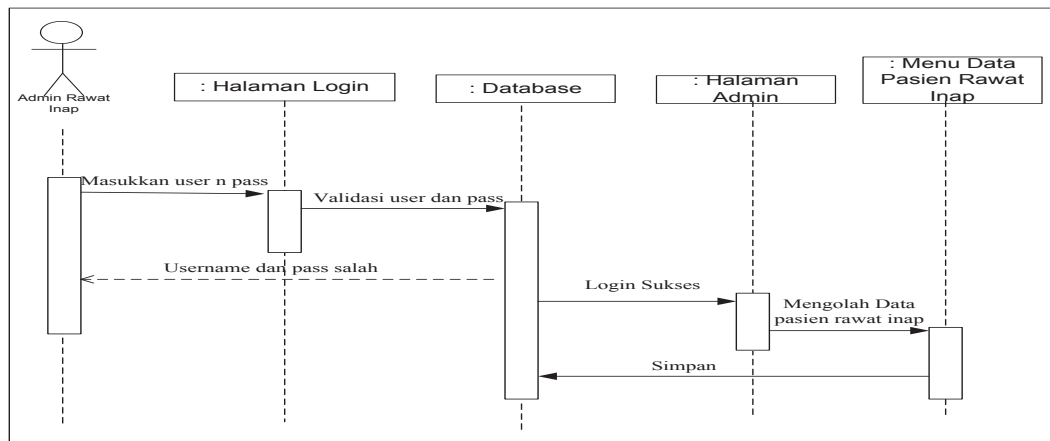 Admin Rawat
Inap
: Halaman Login
: Database
: Halaman
Admin
: Menu Data
Pasien Rawat
Inap
Masukkan user n pass
Validasi user dan pass
Username dan pass salah
Login Sukses
Mengolah Data
pasien rawat inap
Simpan